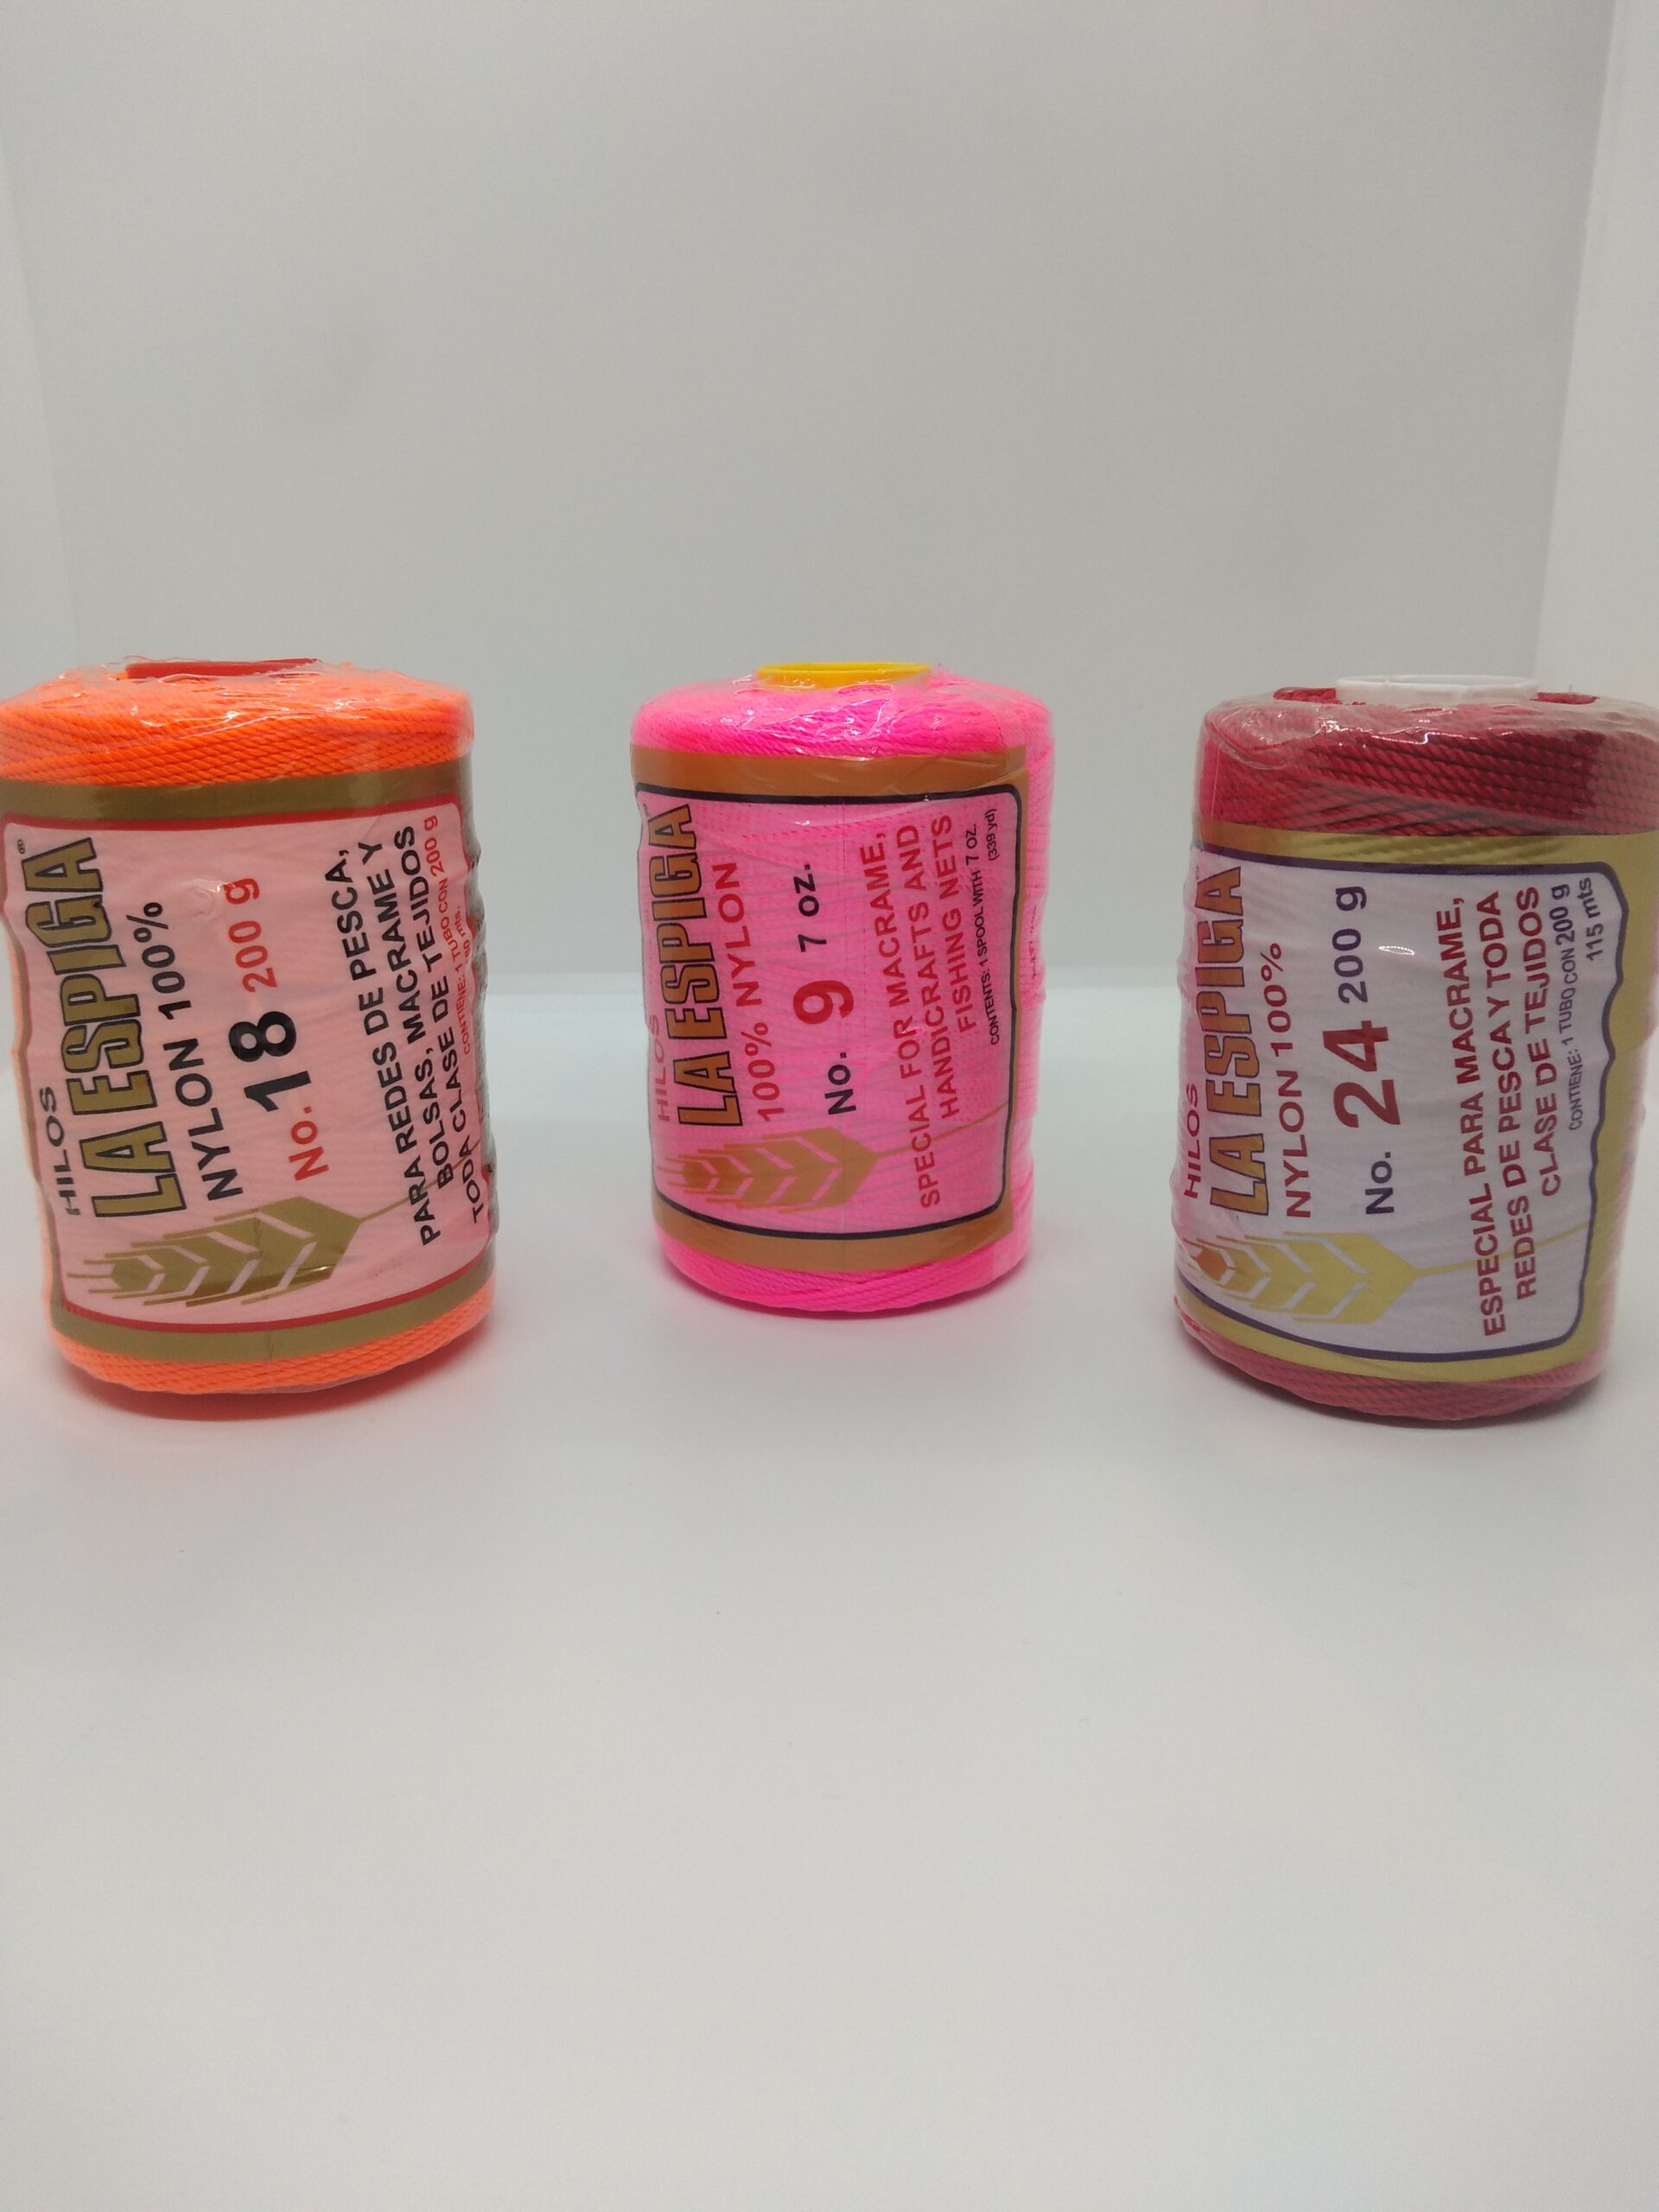 HILOS
LA ESPIGA®
NYLON 100%
No. 18 200 g
PARA REDES DE PESCA,
BOLSAS, MACRAME Y
TODA CLASE DE TEJIDOS
CONTIENE: 1 TUBO CON 200 g
mts.
HILOS
LA ESPIGA
100% NYLON
No. 9 7 oz.
SPECIAL FOR MACRAME,
HANDICRAFTS AND
FISHING NETS
CONTENTS: 1 SPOOL WITH 7 OZ.
(339 yd)
HILOS
LA ESPIGA
NYLON 100%
No. 24 200 g
ESPECIAL PARA MACRAME,
REDES DE PESCA Y TODA
CLASE DE TEJIDOS
CONTIENE: 1 TUBO CON 200 g
115 mts